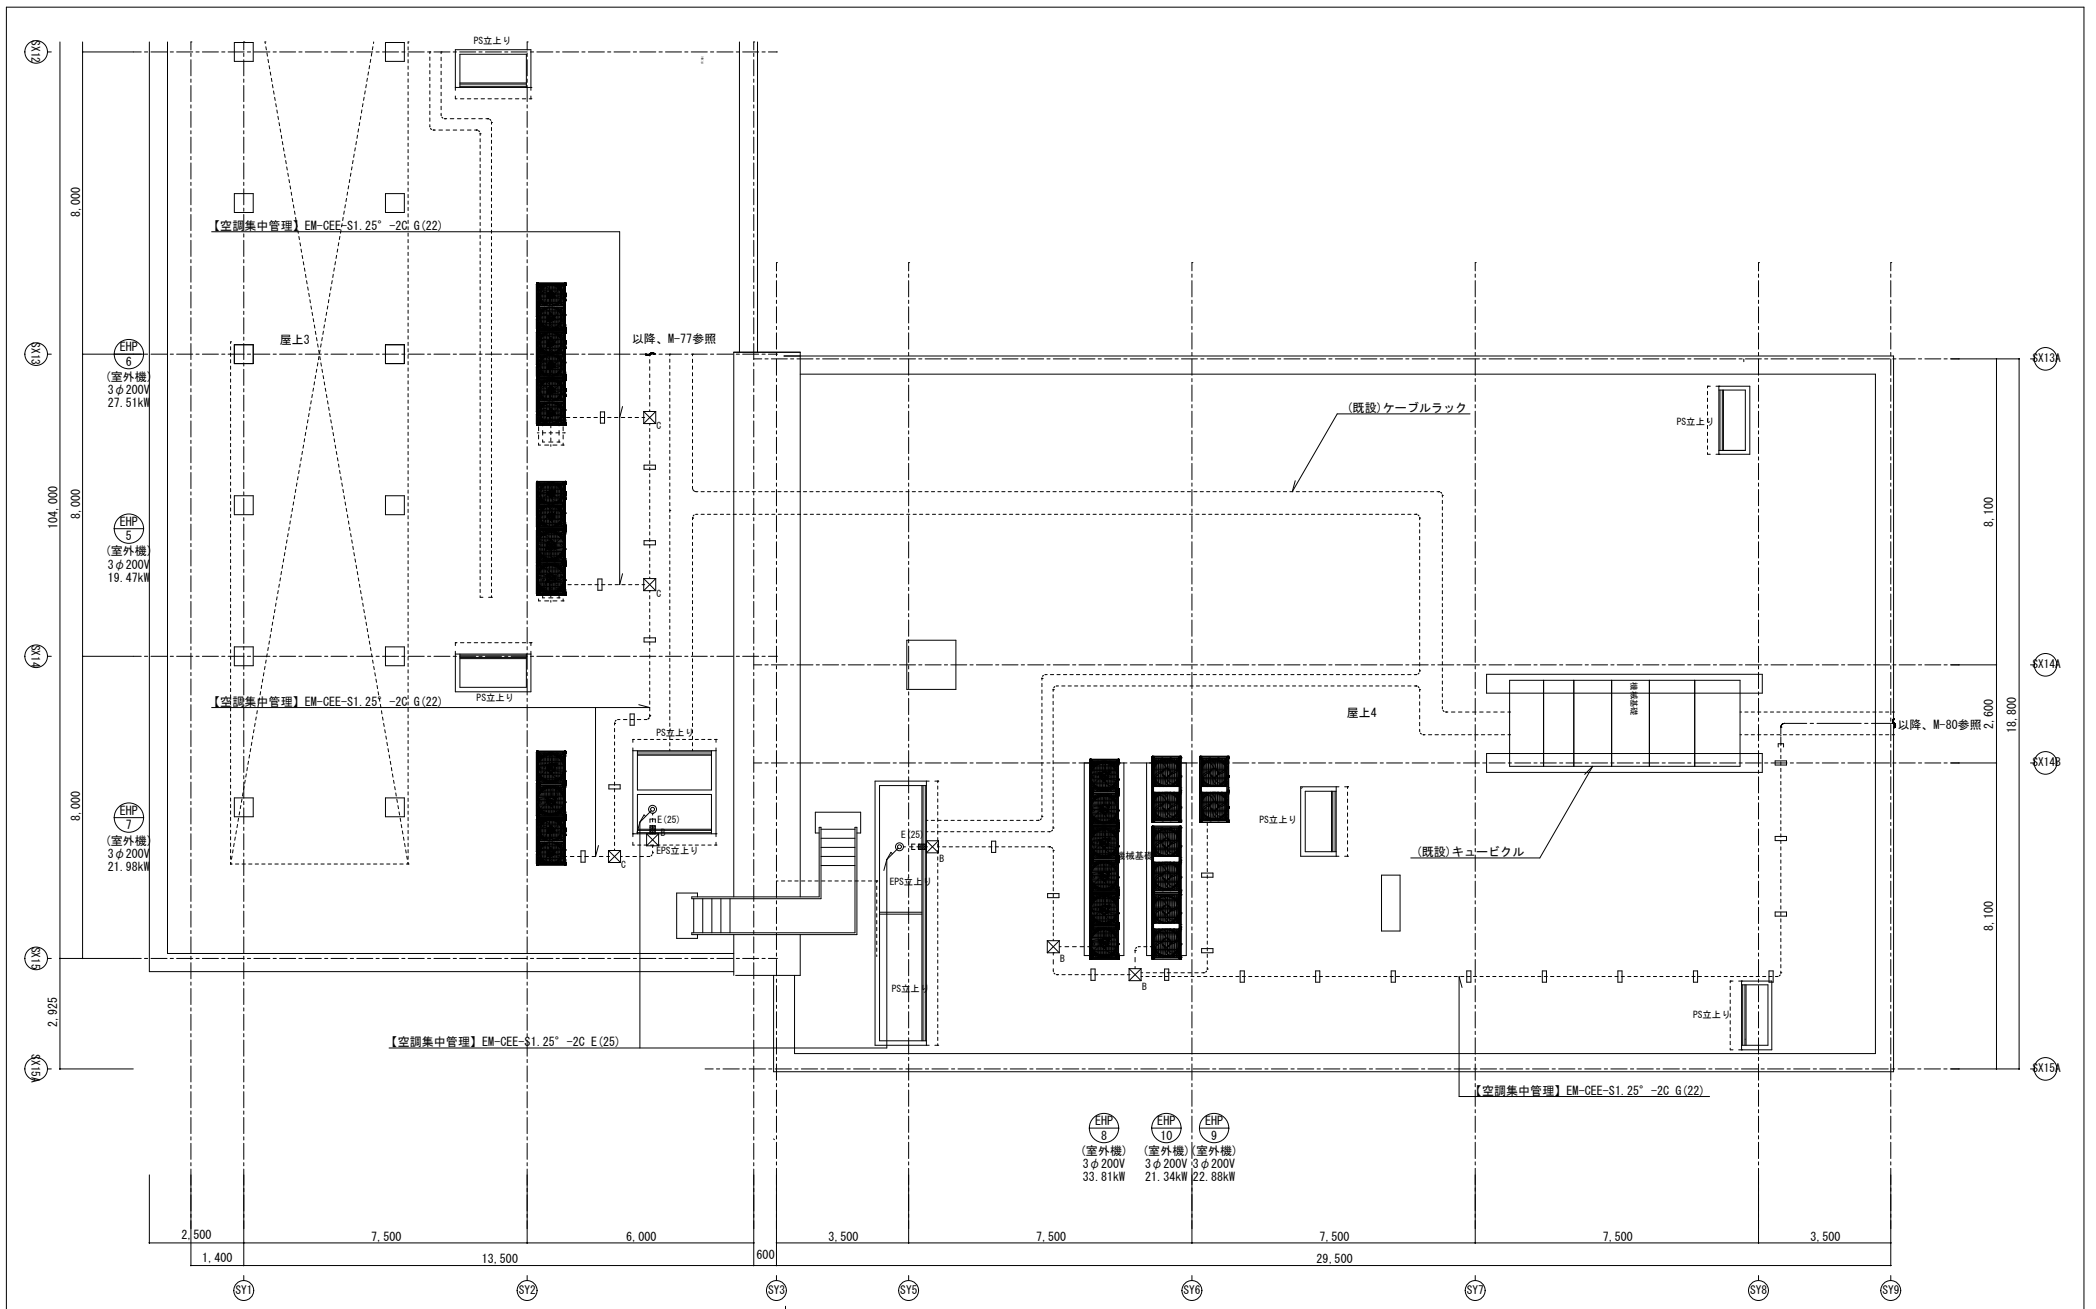 PS立上り
SX12
8,000
【空調集中管理】EM-CEE-S1.25°-2C G(22)
SX13
EHP
6
(室外機)
3φ200V
27.51kW
屋上3
以降、M-77参照
SX13A
C
(既設)ケーブルラック
PS立上り
104,000
8,000
EHP
5
(室外機)
3φ200V
19.47kW
C
8,100
SX14
SX14A
PS立上り
【空調集中管理】EM-CEE-S1.25°-2C G(22)
機械基礎
屋上4
2,600
18,800
以降、M-80参照
PS立上り
SX14B
8,000
EHP
7
(室外機)
3φ200V
21.98kW
E(25)
B
EPS立上り
C
E(25)
B
機械基礎
PS立上り
(既設)キュービクル
EPS立上り
8,100
SX15
B
B
PS立上り
PS立上り
2,925
【空調集中管理】EM-CEE-S1.25°-2C E(25)
SX15A
SX15A
【空調集中管理】EM-CEE-S1.25°-2C G(22)
EHP
8
(室外機)
3φ200V
33.81kW
EHP
10
(室外機)
3φ200V
21.34kW
EHP
9
(室外機)
3φ200V
22.88kW
2,500
7,500
6,000
3,500
7,500
7,500
7,500
3,500
1,400
13,500
600
29,500
SY1
SY2
SY3
SY5
SY6
SY7
SY8
SY9